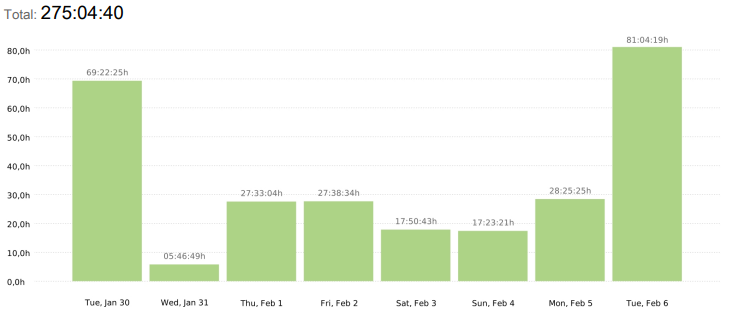 Total: 275:04:40
81:04:19h
80,0h
69:22:25h
70,0h
60,0h
50,0h
40,0h
27:33:04h 27:38:34h 28:25:25h
30,0h
17:50:43h 17:23:21h
20,0h
05:46:49h
10,0h
0,0h
Tue, Jan 30 Wed, Jan 31 Thu, Feb 1 Fri, Feb 2 Sat, Feb 3 Sun, Feb 4 Mon, Feb 5 Tue, Feb 6